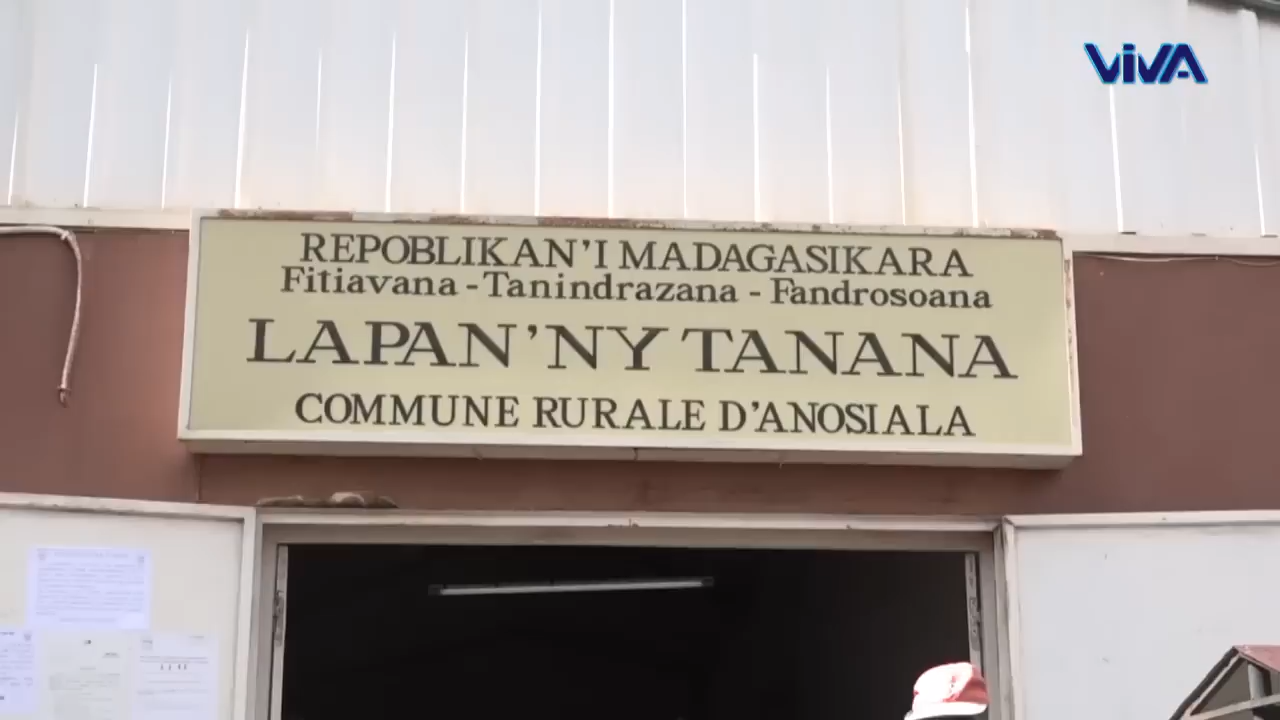 ViVA
REPOBLIKAN'I MADAGASIKARA
Fitiavana - Tanindrazana - Fandrosoana
LAPAN'NY TANANA
COMMUNE RURALE D'ANOSIALA